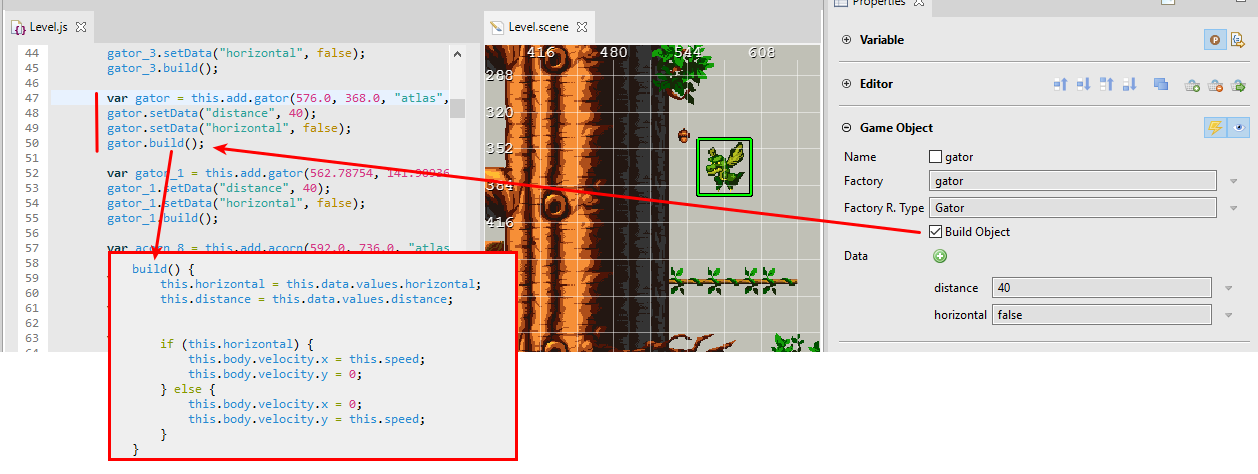 Level.js
44 gator_3.setData("horizontal", false);
45 gator_3.build();
46
47 var gator = this.add.gator(576.0, 368.0, "atlas",
48 gator.setData("distance", 40);
49 gator.setData("horizontal", false);
50 gator.build();
51
52 var gator_1 = this.add.gator(562.78754, 141.90936
53 gator_1.setData("distance", 40);
54 gator_1.setData("horizontal", false);
55 gator_1.build();
56
57 var acorn_8 = this.add.acorn(592.0, 736.0, "atlas
58
59
60
61
62
63
64
build() {
this.horizontal = this.data.values.horizontal;
this.distance = this.data.values.distance;
if (this.horizontal) {
this.body.velocity.x = this.speed;
this.body.velocity.y = 0;
} else {
this.body.velocity.x = 0;
this.body.velocity.y = this.speed;
}
}
Level.scene
416 480 544 608
288
320
352
384
416
Properties
Variable
P
Editor
Game Object
Name gator
Factory gator
Factory R. Type Gator
Build Object
Data
distance 40
horizontal false